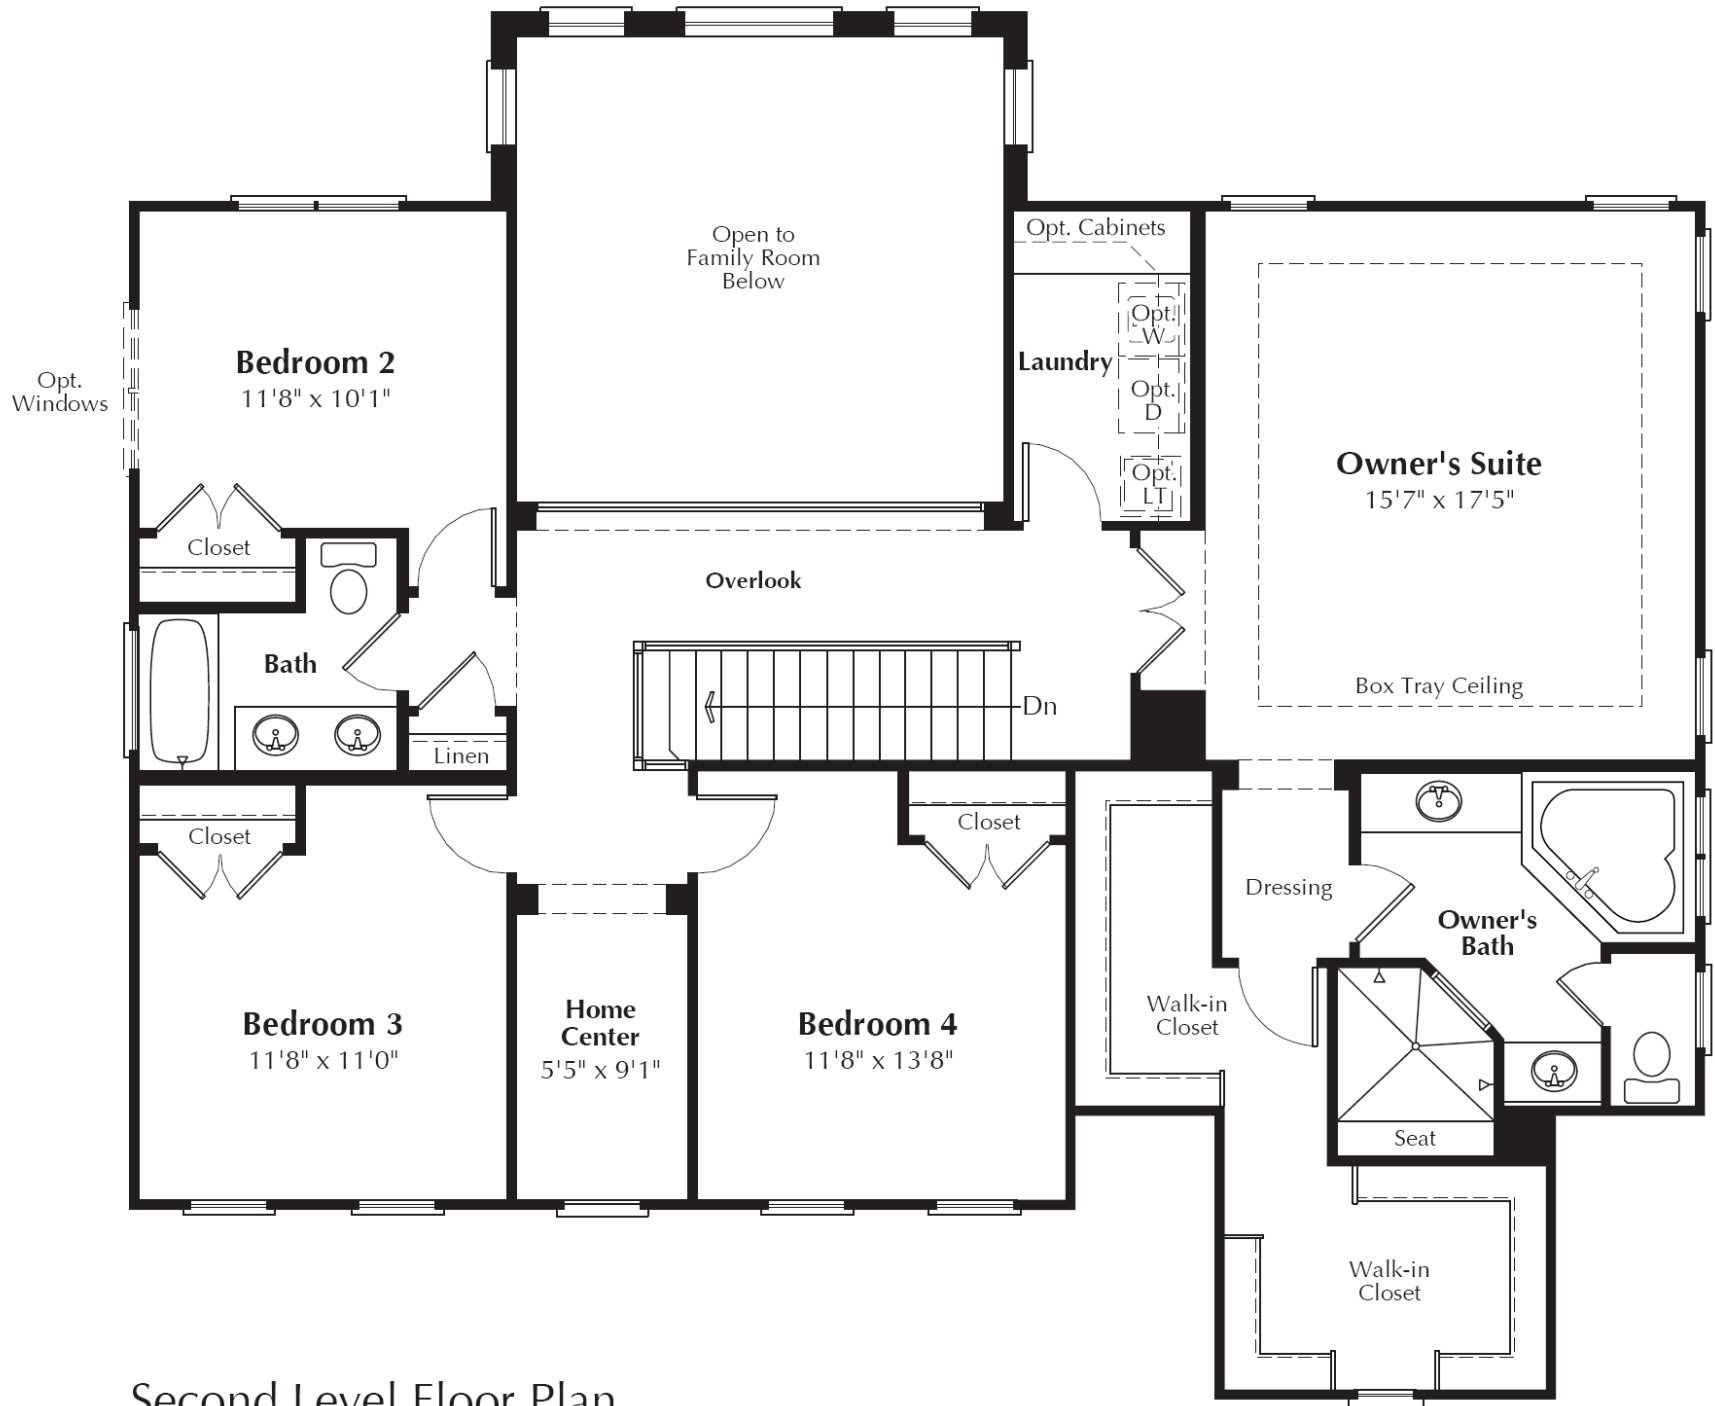 Open to
Family Room
Below
Opt. Cabinets
Opt.
W
Laundry
Opt.
D
Opt.
LT
Bedroom 2
11'8" x 10'1"
Opt.
Windows
Owner's Suite
15'7" x 17'5"
Box Tray Ceiling
Closet
Overlook
Bath
Linen
Dn
Closet
Closet
Dressing
Owner's
Bath
Bedroom 3
11'8" x 11'0"
Home
Center
5'5" x 9'1"
Bedroom 4
11'8" x 13'8"
Walk-in
Closet
Seat
Walk-in
Closet
Second Level Floor Plan